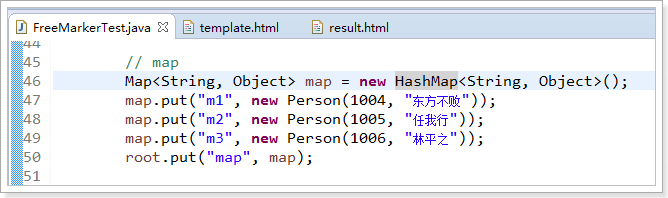 FreeMarkerTest.java template.html result.html
44
45 // map
46 Map<String, Object> map = new HashMap<String, Object>();
47 map.put("m1", new Person(1004, "东方不败"));
48 map.put("m2", new Person(1005, "任我行"));
49 map.put("m3", new Person(1006, "林平之"));
50 root.put("map", map);
51